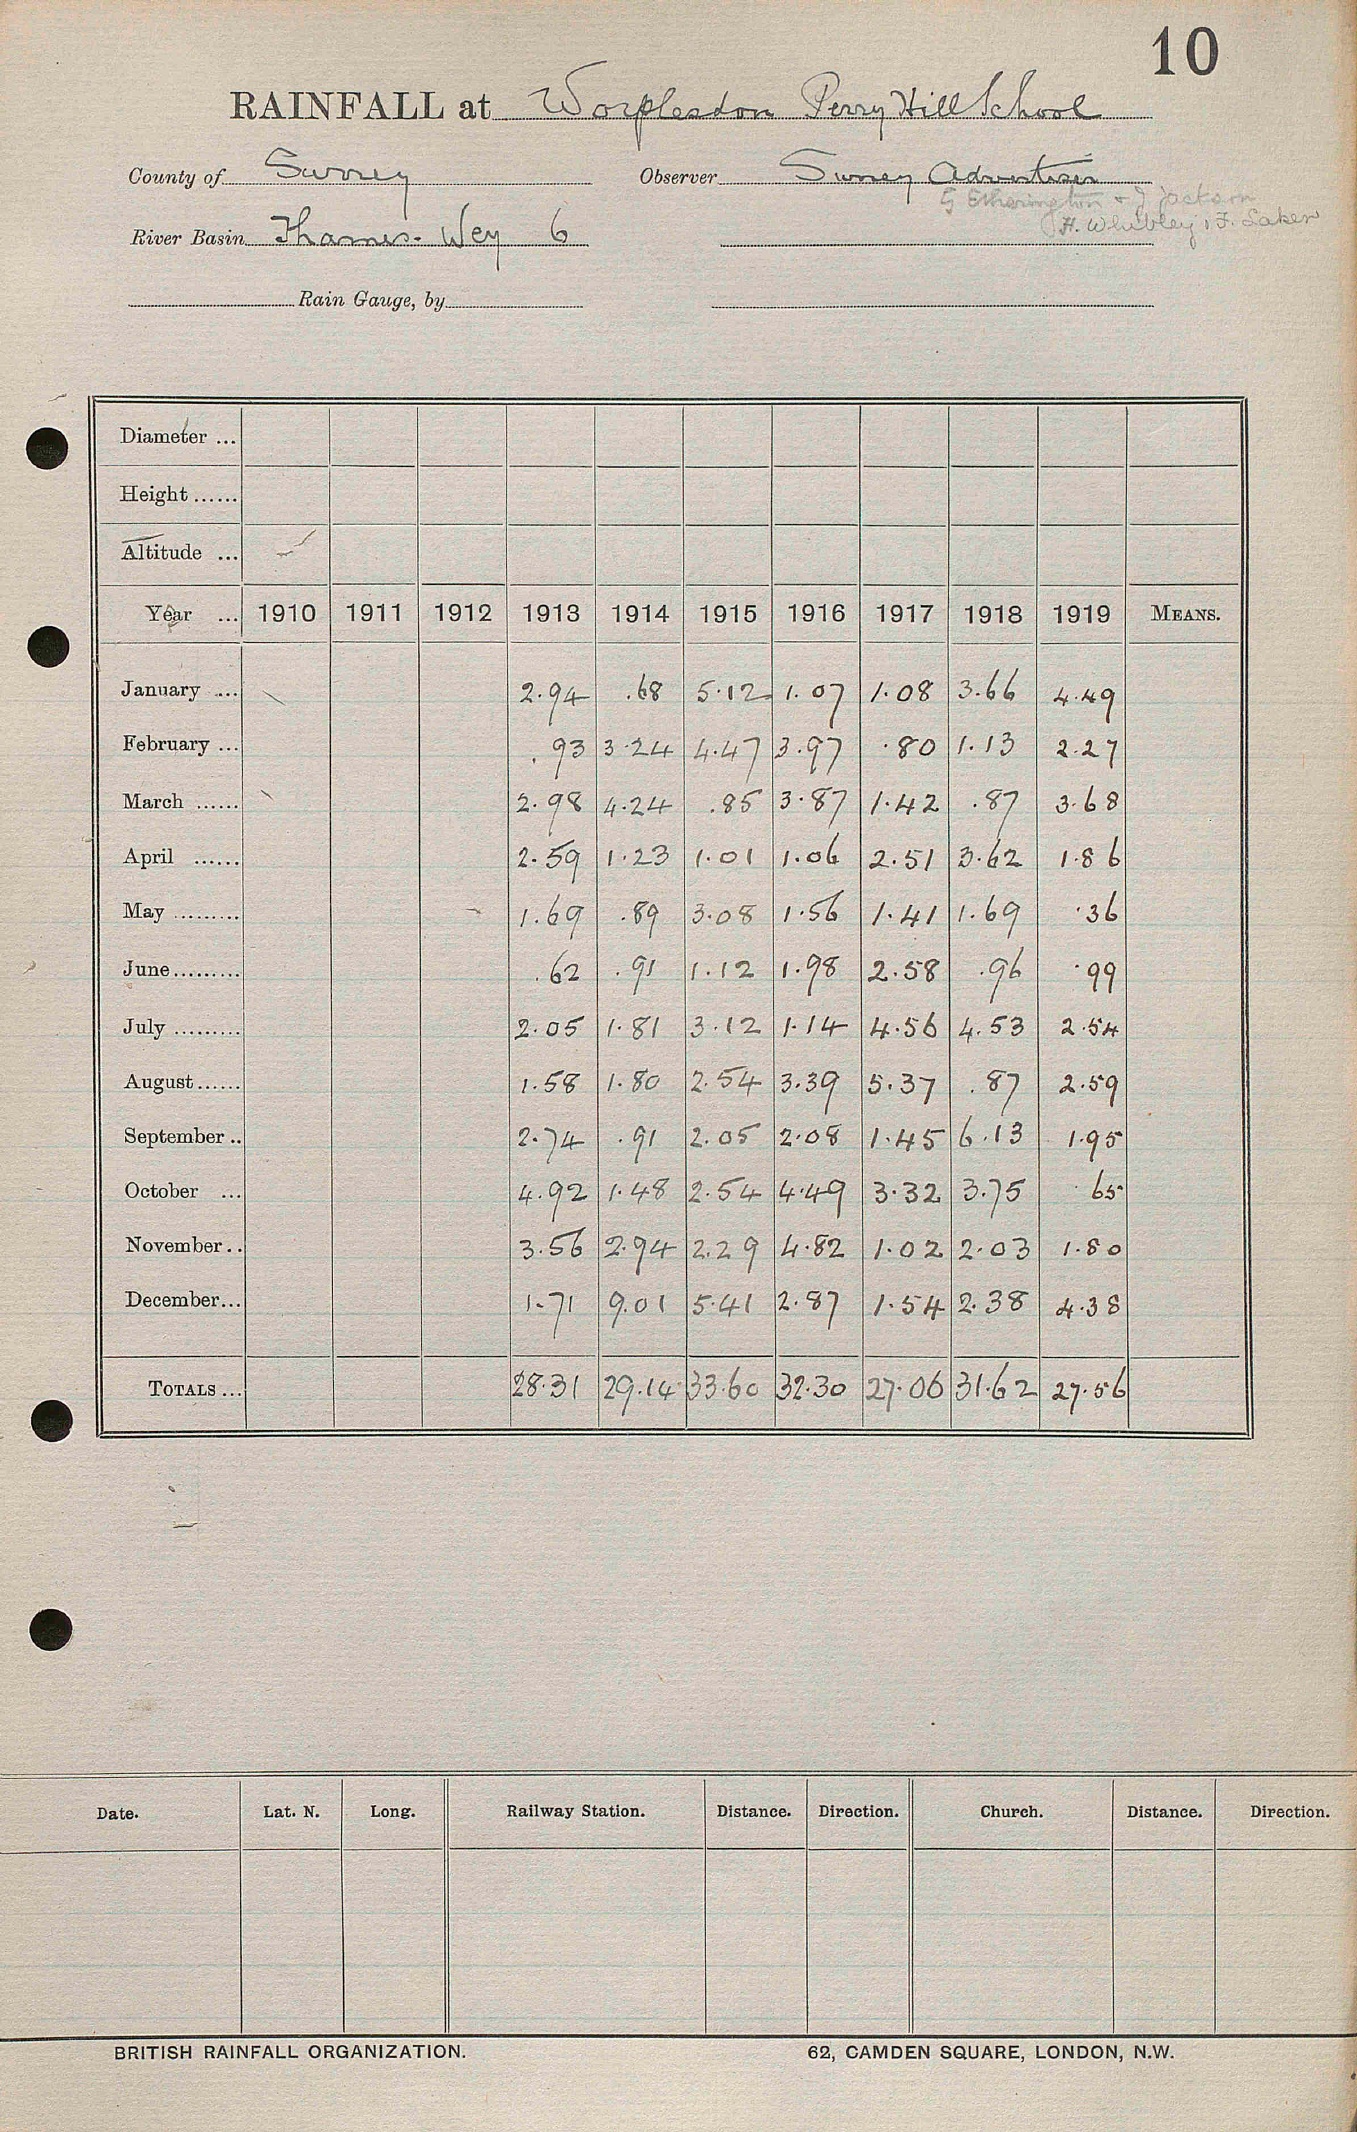 10
RAINFALL at Worplesdon Perry Hill School
County of Surrey Observer Surrey Advertiser
G Etherington & J Jackson
H. Whibley & F. Laker
River Basin Thames - Wey 6
Rain Gauge, by
Diameter ...
Height ......
Altitude ...
Year ... 1910 1911 1912 1913 1914 1915 1916 1917 1918 1919 MEANS.
January .... 2.94 .68 5.12 1.07 1.08 3.66 4.49
February ... .93 3.24 4.47 3.97 .80 1.13 2.27
March ...... 2.98 4.24 .85 3.87 1.42 .87 3.68
April ...... 2.59 1.23 1.01 1.06 2.51 3.62 1.86
May ......... 1.69 .89 3.08 1.56 1.41 1.69 .36
June......... .62 .91 1.12 1.98 2.58 .96 .99
July ......... 2.05 1.81 3.12 1.14 4.56 4.53 2.54
August...... 1.58 1.80 2.54 3.39 5.37 .87 2.59
September .. 2.74 .91 2.05 2.08 1.45 6.13 1.95
October ... 4.92 1.48 2.54 4.49 3.32 3.75 .65
November .. 3.56 2.94 2.29 4.82 1.02 2.03 1.80
December... 1.71 9.01 5.41 2.87 1.54 2.38 4.38
TOTALS ... 28.31 29.14 33.60 32.30 27.06 31.62 27.56
Date. Lat. N. Long. Railway Station. Distance. Direction. Church. Distance. Direction.
BRITISH RAINFALL ORGANIZATION. 62, CAMDEN SQUARE, LONDON, N.W.